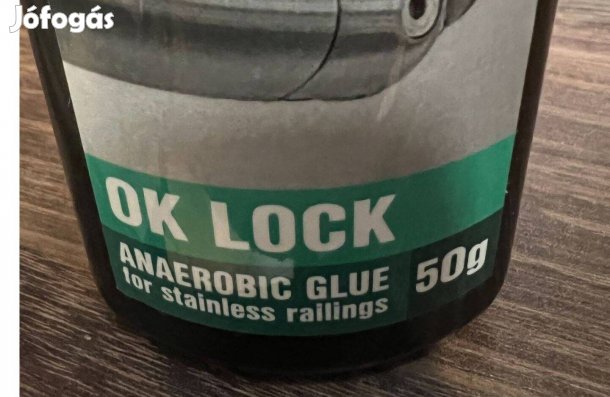 Jófogás
OK LOCK
ANAEROBIC GLUE
for stainless railings
50g